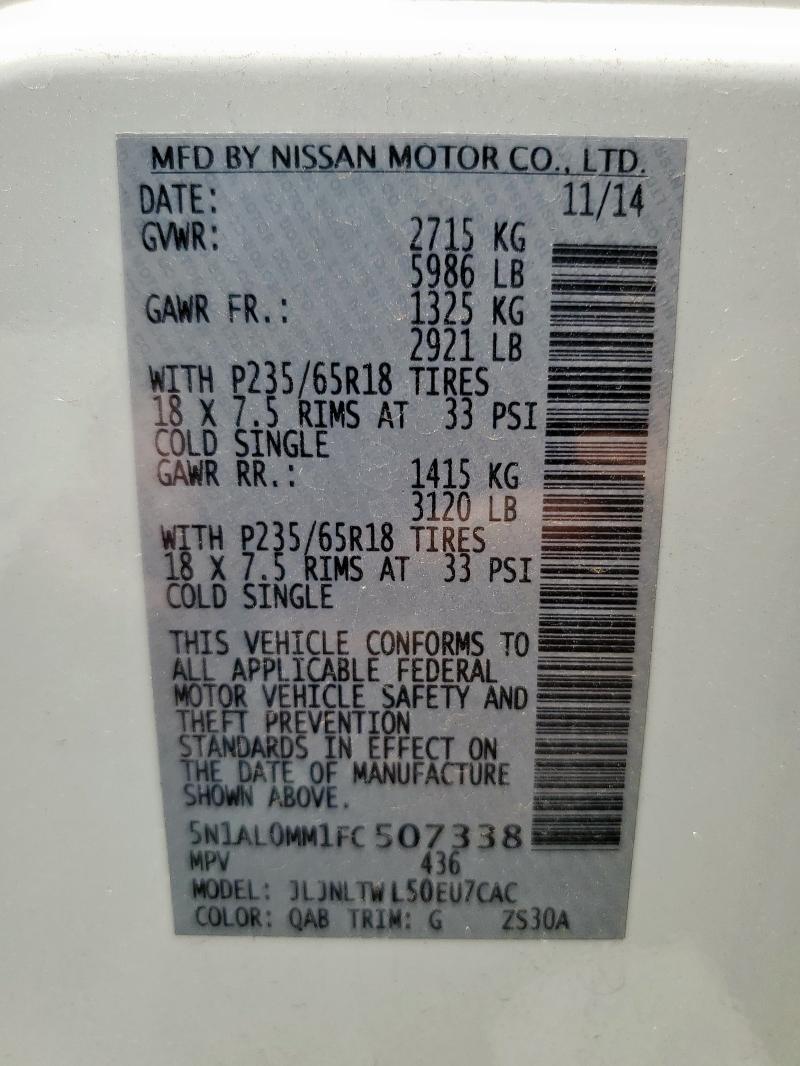 MFD BY NISSAN MOTOR CO., LTD.
DATE: 11/14
GVWR: 2715 KG
5986 LB
GAWR FR.: 1325 KG
2921 LB
WITH P235/65R18 TIRES
18 X 7.5 RIMS AT 33 PSI
COLD SINGLE
GAWR RR.: 1415 KG
3120 LB
WITH P235/65R18 TIRES
18 X 7.5 RIMS AT 33 PSI
COLD SINGLE
THIS VEHICLE CONFORMS TO
ALL APPLICABLE FEDERAL
MOTOR VEHICLE SAFETY AND
THEFT PREVENTION
STANDARDS IN EFFECT ON
THE DATE OF MANUFACTURE
SHOWN ABOVE.
5N1AL0MM1FC507338
MPV 436
MODEL: JLJNLTWL50EU7CAC
COLOR: QAB TRIM: G ZS30A